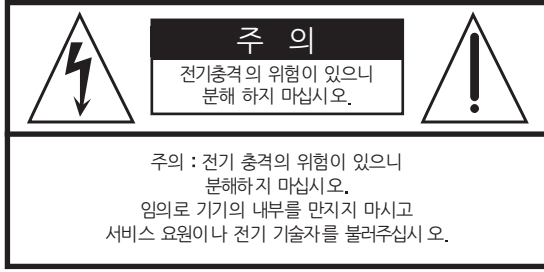 주 의
전기충격의 위험이 있으니
분해 하지 마십시오.
주의 : 전기 충격의 위험이 있으니
분해하지 마십시오.
임의로 기기의 내부를 만지지 마시고
서비스 요원이나 전기 기술자를 불러주십시오.